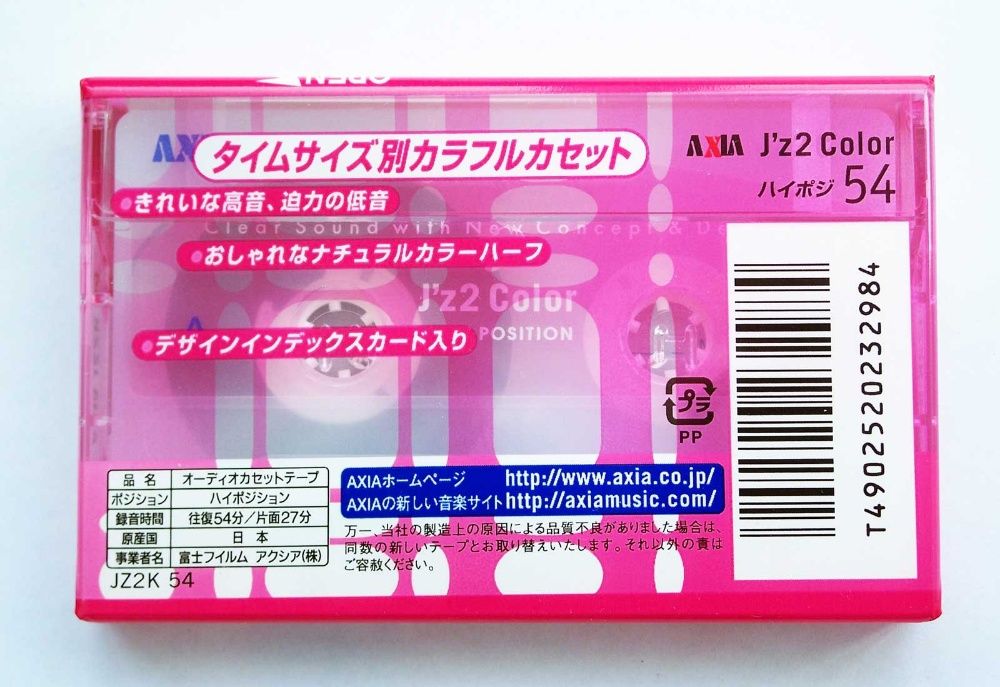 OPEN
AXIA J'z2 Color
ハイポジ 54
タイムサイズ別カラフルカセット
・きれいな高音、迫力の低音
Clear Sound with New Concept &
・おしゃれなナチュラルカラーハーフ
J'z2 Color
POSITION
・デザインインデックスカード入り
プラ
PP
T4902520232984
品名 オーディオカセットテープ
ポジション ハイポジション
録音時間 往復54分/片面27分
原産国 日本
事業者名 富士フイルム アクシア(株)
JZ2K 54
AXIAホームページ http://www.axia.co.jp/
AXIAの新しい音楽サイト http://axiamusic.com/
万一、当社の製造上の原因による品質不良がありました場合は、
同数の新しいテープとお取り替えいたします。それ以外の責は
ご容赦ください。